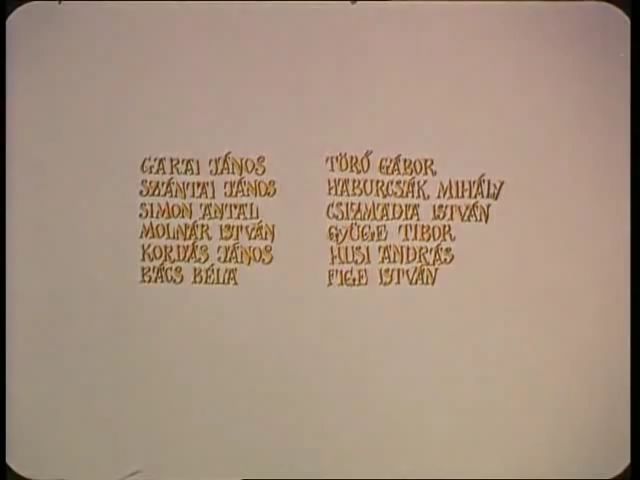 GARAI JÁNOS
SZÁNTAI JÁNOS
SIMON ANTAL
MOLNÁR ISTVÁN
KORDÁS JÁNOS
BÁCS BÉLA
TÖRŐ GÁBOR
HABURCSÁK MIHÁLY
CSIZMADIA ISTVÁN
GYÜGE TIBOR
HUSI ANDRÁS
FIGE ISTVÁN